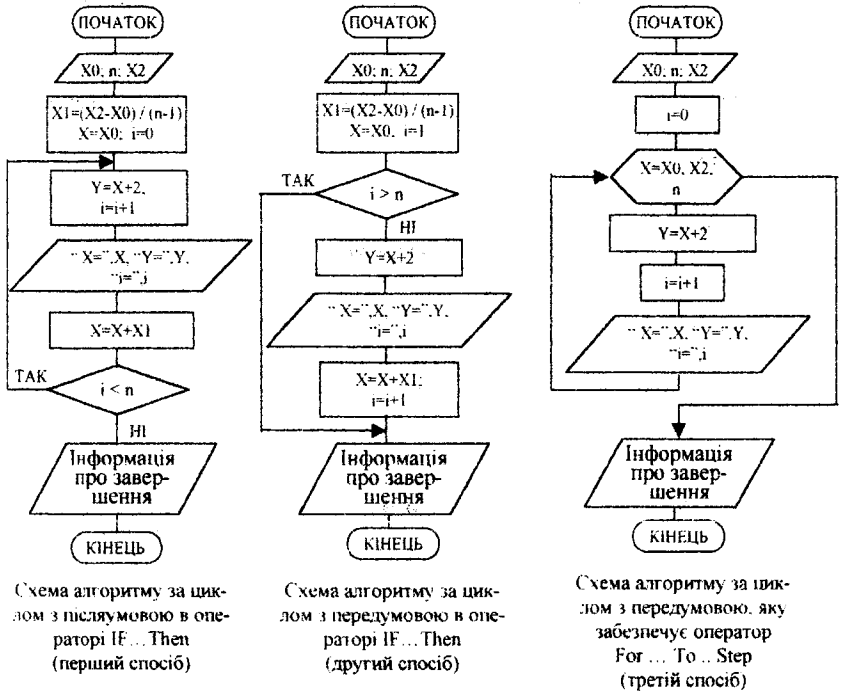 ПОЧАТОК
X0; n; X2
X1=(X2-X0) / (n-1)
X=X0; i=0
Y=X+2,
i=i+1
" X=",X, "Y=",Y,
"i=",i
X=X+X1
ТАК
i < n
НІ
Інформація
про завер-
шення
КІНЕЦЬ
Схема алгоритму за цик-
лом з післяумовою в опе-
раторі IF…Then
(перший спосіб)
ПОЧАТОК
X0; n; X2
X1=(X2-X0) / (n-1)
X=X0, i=1
ТАК
i > n
НІ
Y=X+2
" X=",X, "Y=",Y,
"i=",i
X=X+X1;
i=i+1
Інформація
про завер-
шення
КІНЕЦЬ
Схема алгоритму за цик-
лом з передумовою в опе-
раторі IF…Then
(другий спосіб)
ПОЧАТОК
X0; n; X2
i=0
X=X0, X2,
n
Y=X+2
i=i+1
" X=",X, "Y=",Y,
"i=",i
Інформація
про завер-
шення
КІНЕЦЬ
Схема алгоритму за цик-
лом з передумовою, яку
забезпечує оператор
For … To .. Step
(третій спосіб)